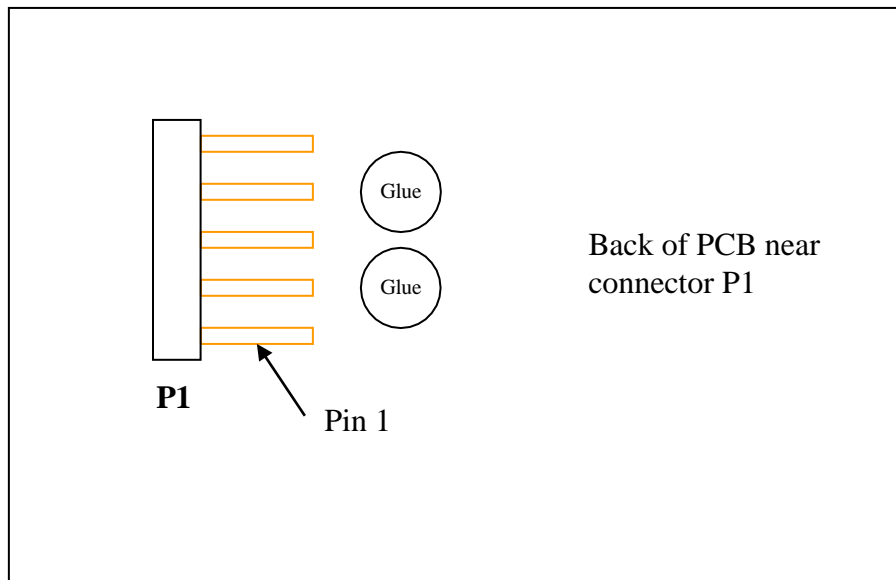 Glue
Glue
Back of PCB near
connector P1
P1
Pin 1